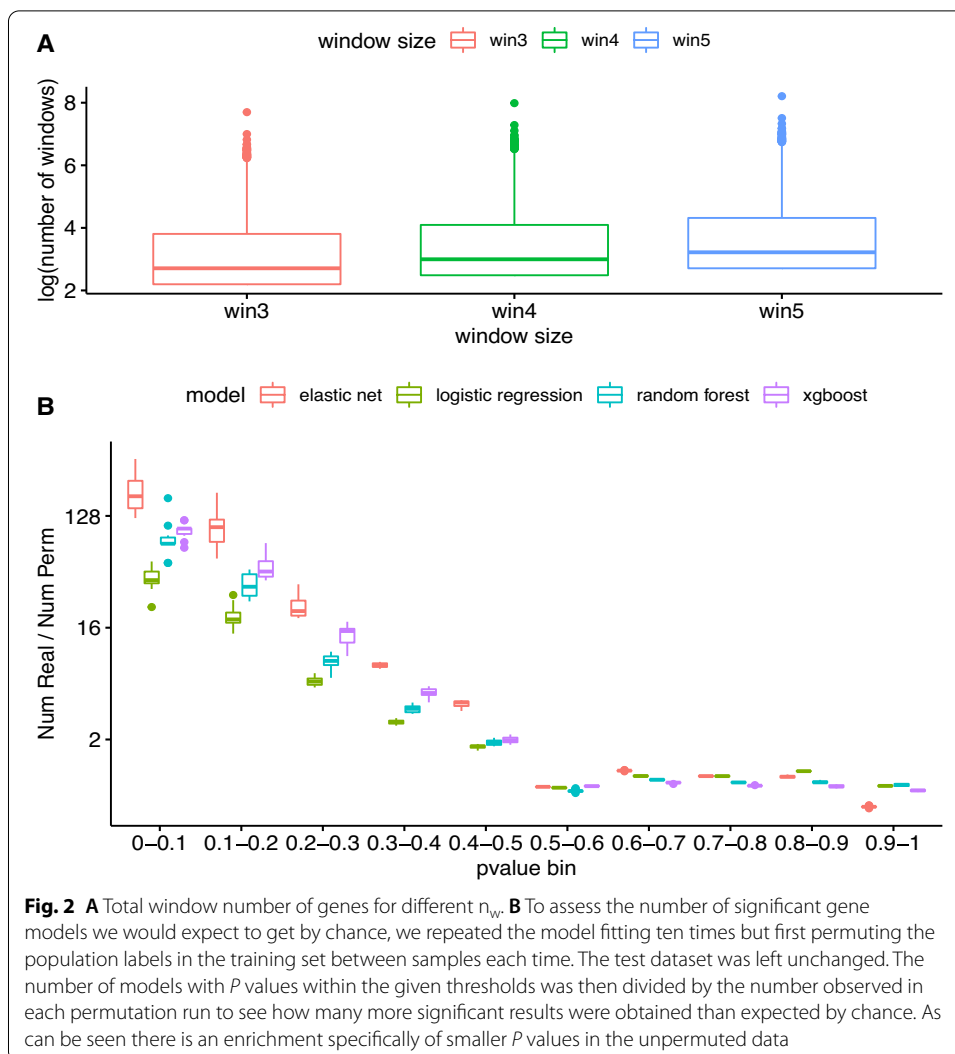 A
window size win3 win4 win5
log(number of windows)
8
6
4
2
win3 win4 win5
window size
B
model elastic net logistic regression random forest xgboost
Num Real / Num Perm
128
16
2
0−0.1 0.1−0.2 0.2−0.3 0.3−0.4 0.4−0.5 0.5−0.6 0.6−0.7 0.7−0.8 0.8−0.9 0.9−1
pvalue bin
Fig. 2 A Total window number of genes for different nw. B To assess the number of significant gene
models we would expect to get by chance, we repeated the model fitting ten times but first permuting the
population labels in the training set between samples each time. The test dataset was left unchanged. The
number of models with P values within the given thresholds was then divided by the number observed in
each permutation run to see how many more significant results were obtained than expected by chance. As
can be seen there is an enrichment specifically of smaller P values in the unpermuted data